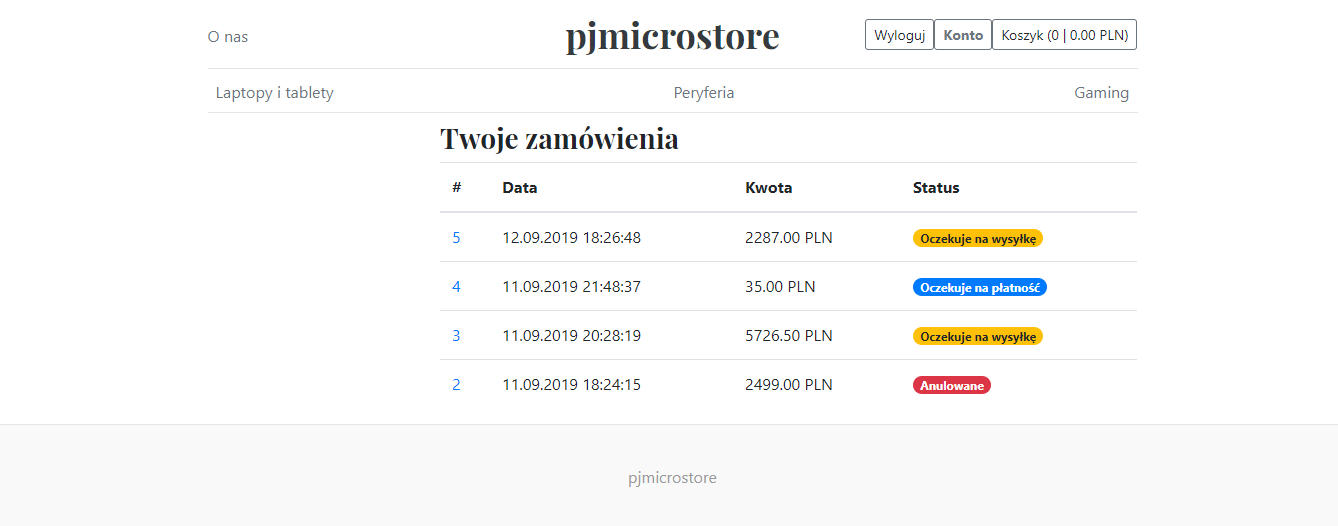 O nas pjmicrostore Wyloguj Konto Koszyk (0 | 0.00 PLN)
Laptopy i tablety Peryferia Gaming
Twoje zamówienia
# Data Kwota Status
5 12.09.2019 18:26:48 2287.00 PLN Oczekuje na wysyłkę
4 11.09.2019 21:48:37 35.00 PLN Oczekuje na płatność
3 11.09.2019 20:28:19 5726.50 PLN Oczekuje na wysyłkę
2 11.09.2019 18:24:15 2499.00 PLN Anulowane
pjmicrostore